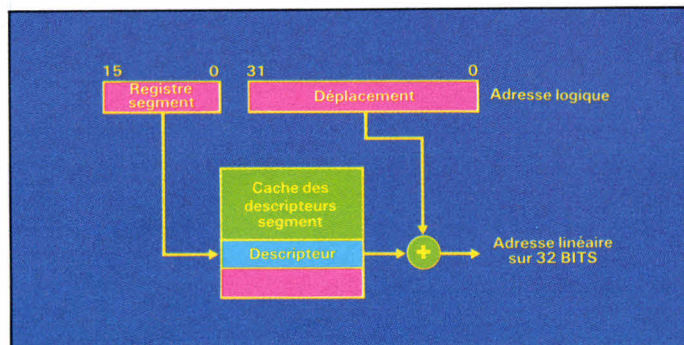 15 0 31 0
Registre
segment
Déplacement
Adresse logique
Cache des
descripteurs
segment
Descripteur
+
Adresse linéaire
sur 32 BITS